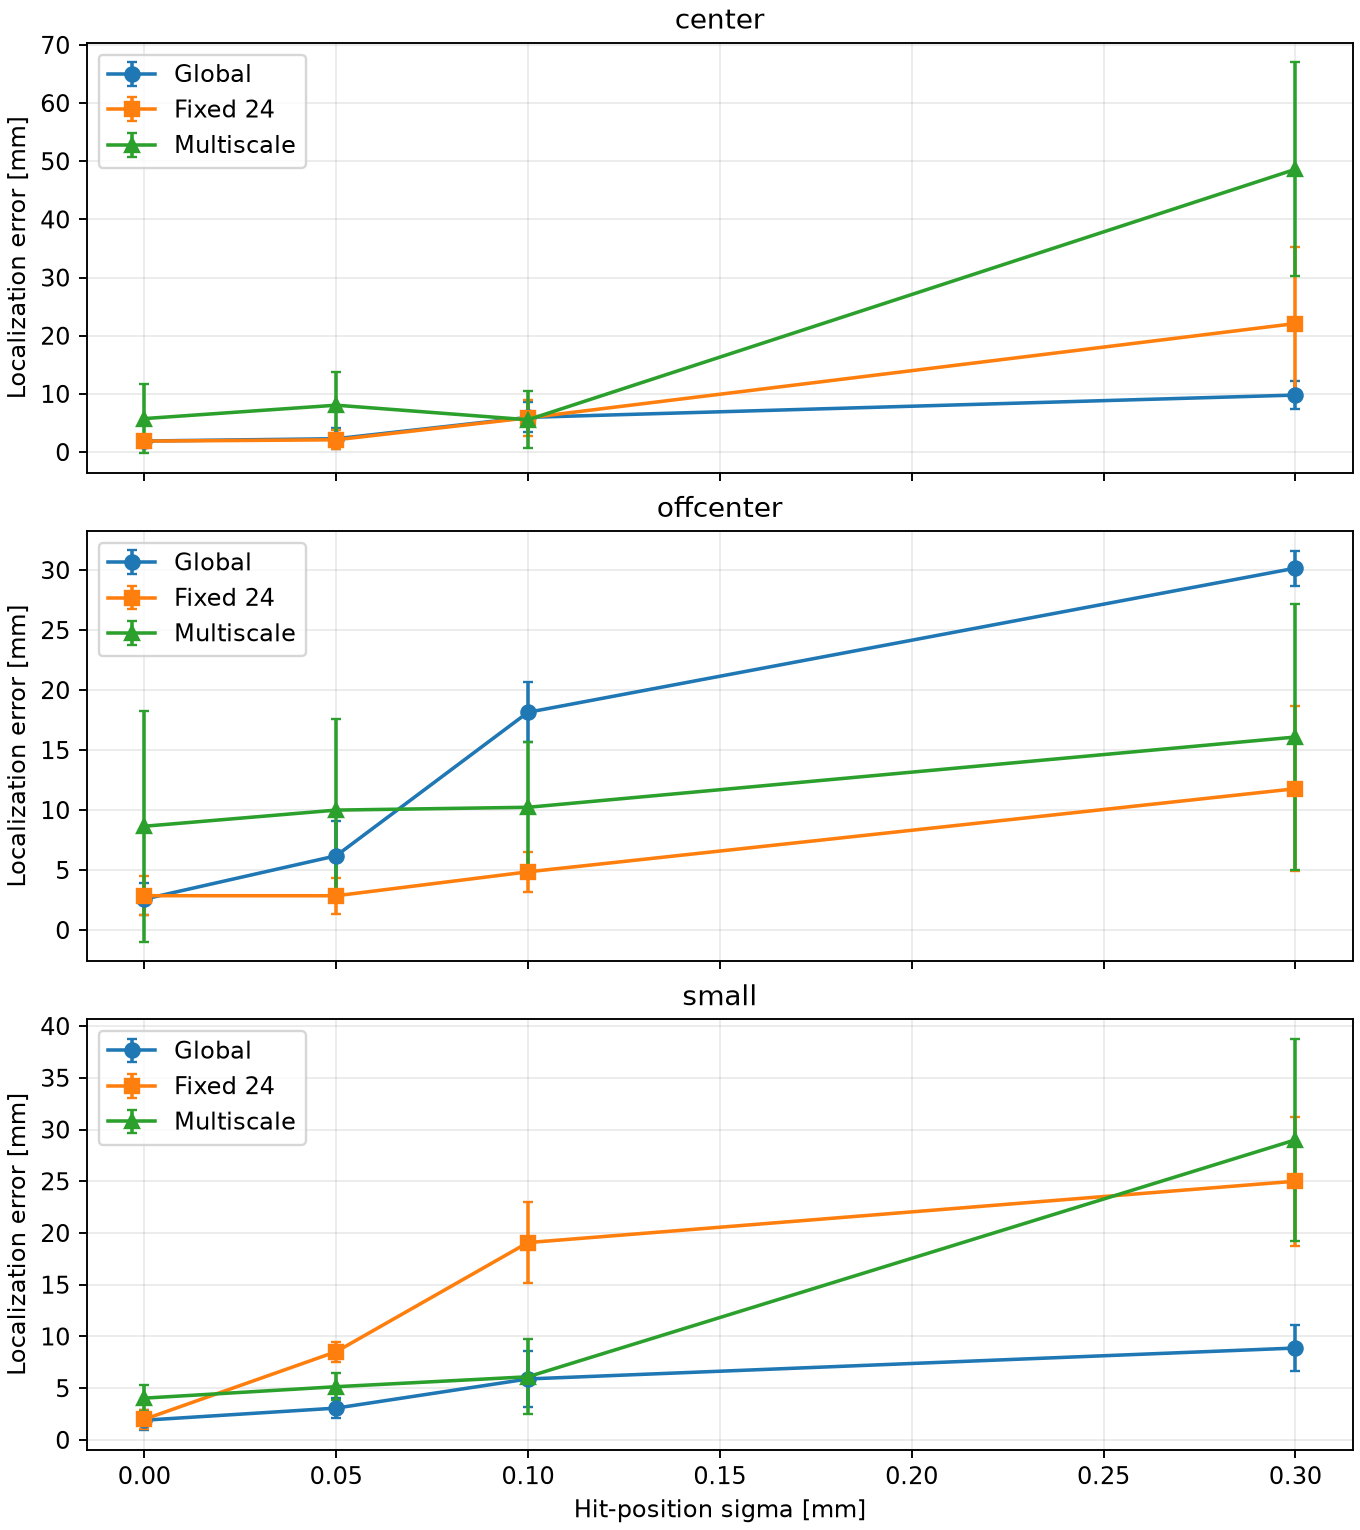 center
Localization error [mm]
70
60
50
40
30
20
10
0
Global
Fixed 24
Multiscale
offcenter
Localization error [mm]
30
25
20
15
10
5
0
Global
Fixed 24
Multiscale
small
Localization error [mm]
40
35
30
25
20
15
10
5
0
Global
Fixed 24
Multiscale
0.00 0.05 0.10 0.15 0.20 0.25 0.30
Hit-position sigma [mm]